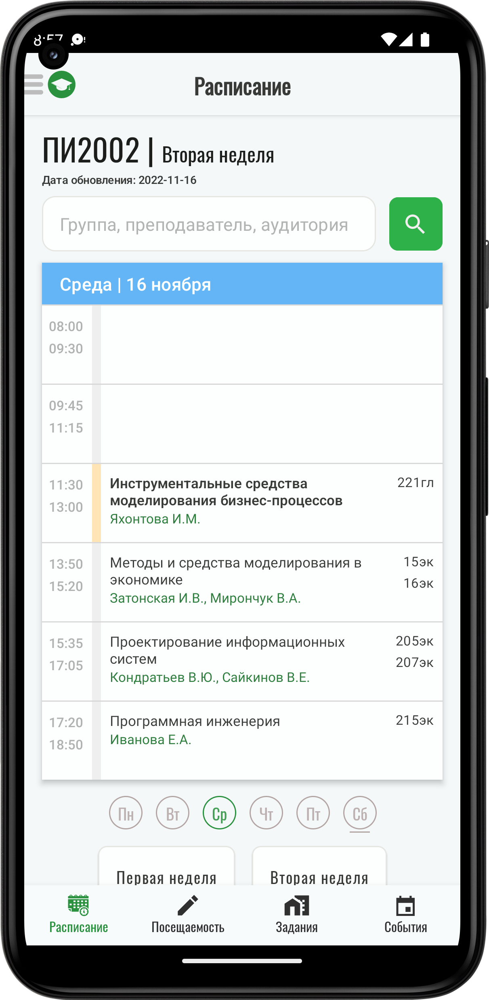 8:57
Расписание
ПИ2002 | Вторая неделя
Дата обновления: 2022-11-16
Группа, преподаватель, аудитория
Среда | 16 ноября
08:00
09:30
09:45
11:15
11:30
13:00
Инструментальные средства
моделирования бизнес-процессов
Яхонтова И.М.
221гл
13:50
15:20
Методы и средства моделирования в
экономике
Затонская И.В., Мирончук В.А.
15эк
16эк
15:35
17:05
Проектирование информационных
систем
Кондратьев В.Ю., Сайкинов В.Е.
205эк
207эк
17:20
18:50
Программная инженерия
Иванова Е.А.
215эк
Пн Вт Ср Чт Пт Сб
Первая неделя Вторая неделя
Расписание Посещаемость Задания События